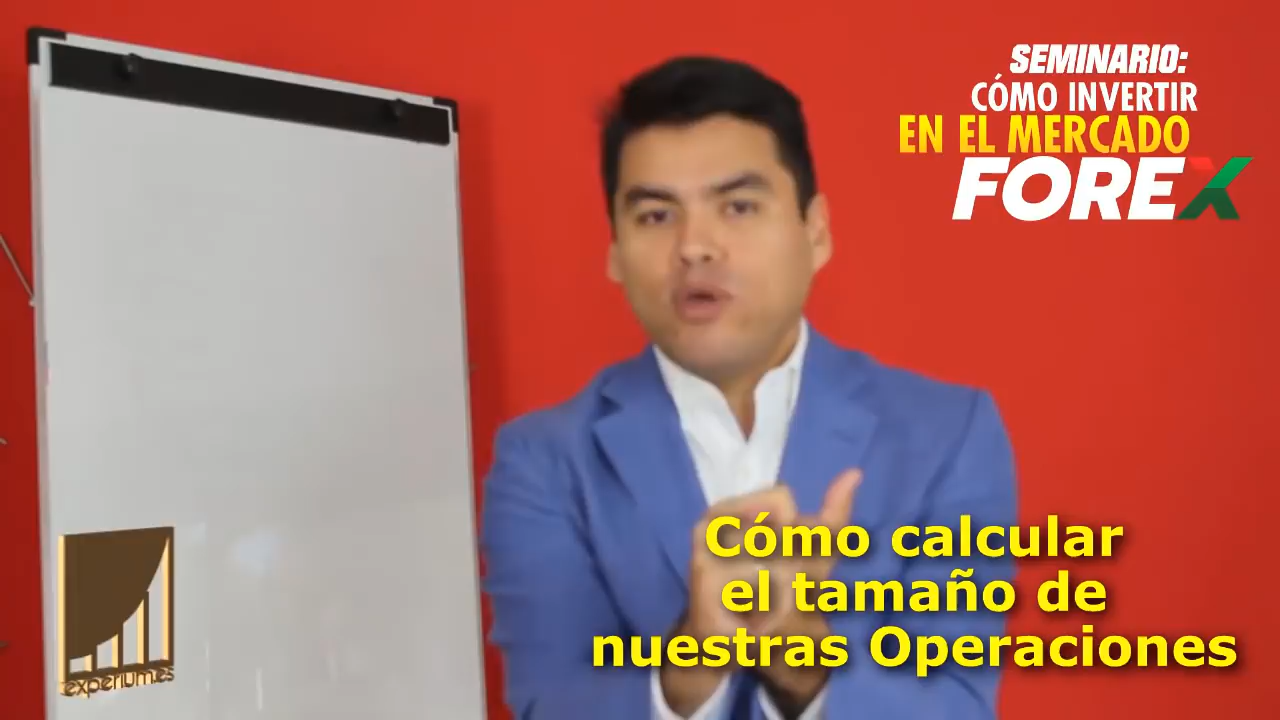 SEMINARIO:
CÓMO INVERTIR
EN EL MERCADO
FOREX
Cómo calcular
el tamaño de
nuestras Operaciones
experium.es